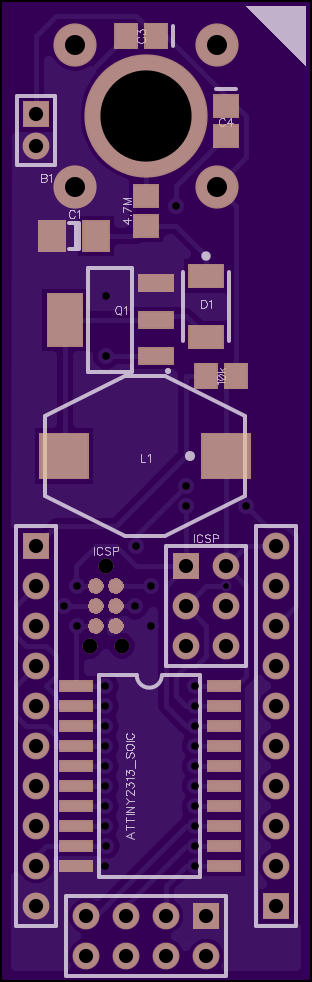 C3
C4
B1
4.7M
C1
Q1
D1
10k
L1
ICSP
ICSP
ATTINY2313_SOIC